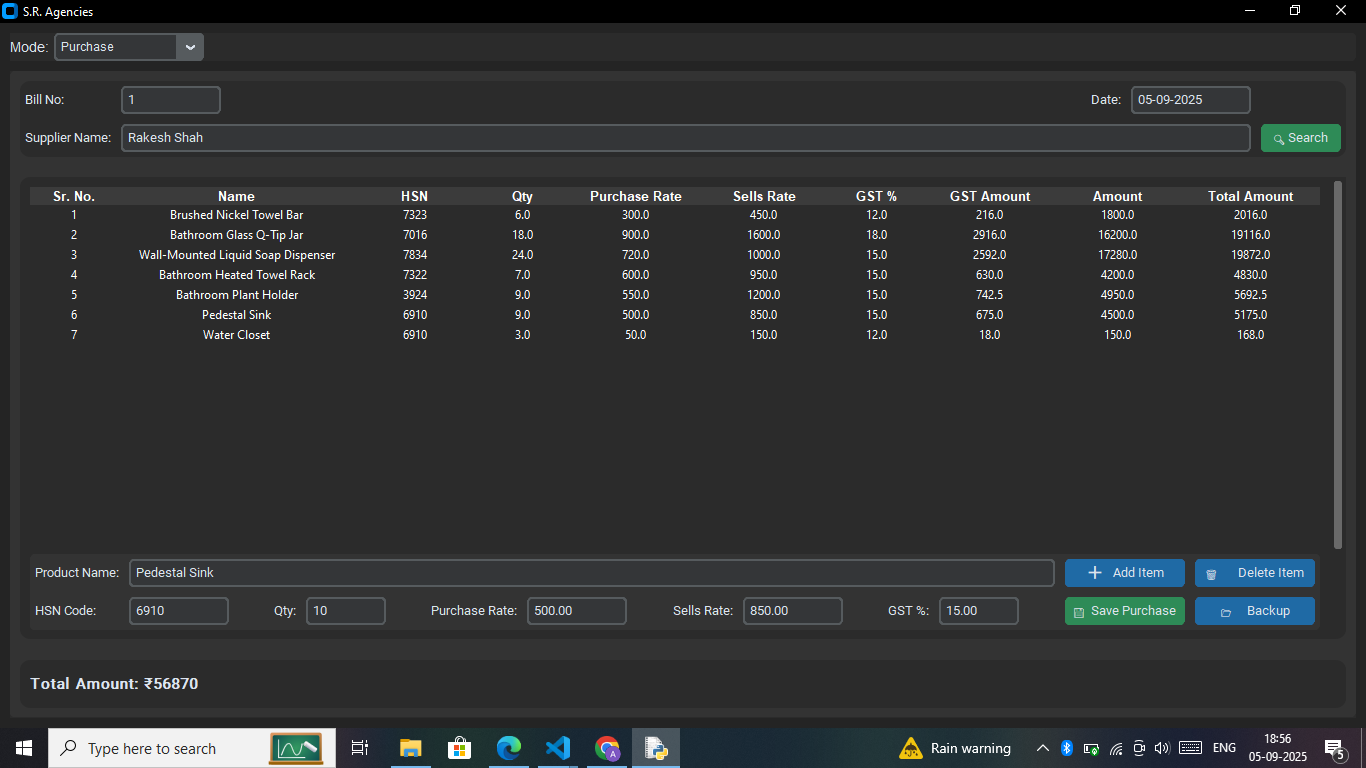 S.R. Agencies
Mode: Purchase
Bill No: 1 Date: 05-09-2025
Supplier Name: Rakesh Shah Search
Sr. No. Name HSN Qty Purchase Rate Sells Rate GST % GST Amount Amount Total Amount
1 Brushed Nickel Towel Bar 7323 6.0 300.0 450.0 12.0 216.0 1800.0 2016.0
2 Bathroom Glass Q-Tip Jar 7016 18.0 900.0 1600.0 18.0 2916.0 16200.0 19116.0
3 Wall-Mounted Liquid Soap Dispenser 7834 24.0 720.0 1000.0 15.0 2592.0 17280.0 19872.0
4 Bathroom Heated Towel Rack 7322 7.0 600.0 950.0 15.0 630.0 4200.0 4830.0
5 Bathroom Plant Holder 3924 9.0 550.0 1200.0 15.0 742.5 4950.0 5692.5
6 Pedestal Sink 6910 9.0 500.0 850.0 15.0 675.0 4500.0 5175.0
7 Water Closet 6910 3.0 50.0 150.0 12.0 18.0 150.0 168.0
Product Name: Pedestal Sink Add Item Delete Item
HSN Code: 6910 Qty: 10 Purchase Rate: 500.00 Sells Rate: 850.00 GST %: 15.00 Save Purchase Backup
Total Amount: ₹56870
Type here to search Rain warning ENG 18:56
05-09-2025 5